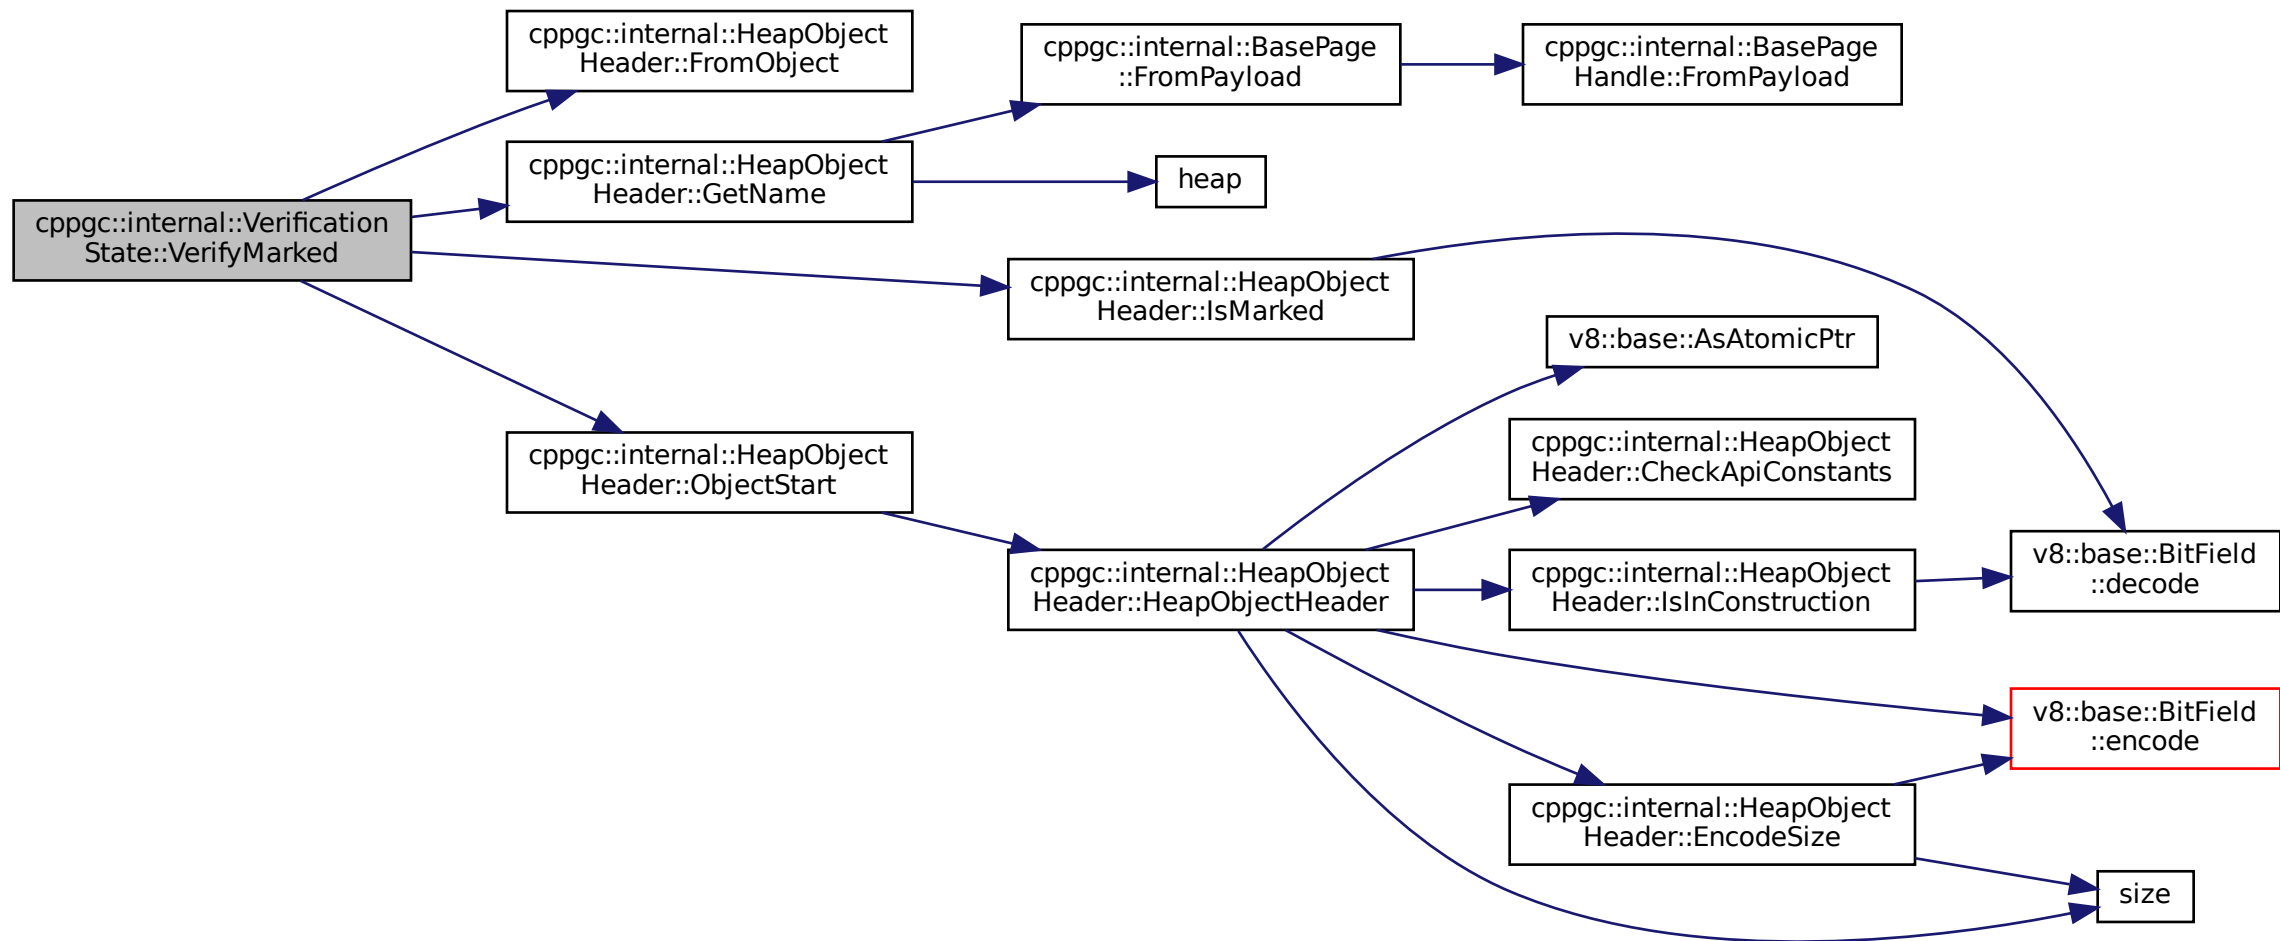 cppgc::internal::Verification
State::VerifyMarked
cppgc::internal::HeapObject
Header::FromObject
cppgc::internal::HeapObject
Header::GetName
cppgc::internal::BasePage
::FromPayload
cppgc::internal::BasePage
Handle::FromPayload
heap
cppgc::internal::HeapObject
Header::IsMarked
cppgc::internal::HeapObject
Header::ObjectStart
cppgc::internal::HeapObject
Header::HeapObjectHeader
v8::base::AsAtomicPtr
cppgc::internal::HeapObject
Header::CheckApiConstants
cppgc::internal::HeapObject
Header::IsInConstruction
v8::base::BitField
::decode
v8::base::BitField
::encode
cppgc::internal::HeapObject
Header::EncodeSize
size